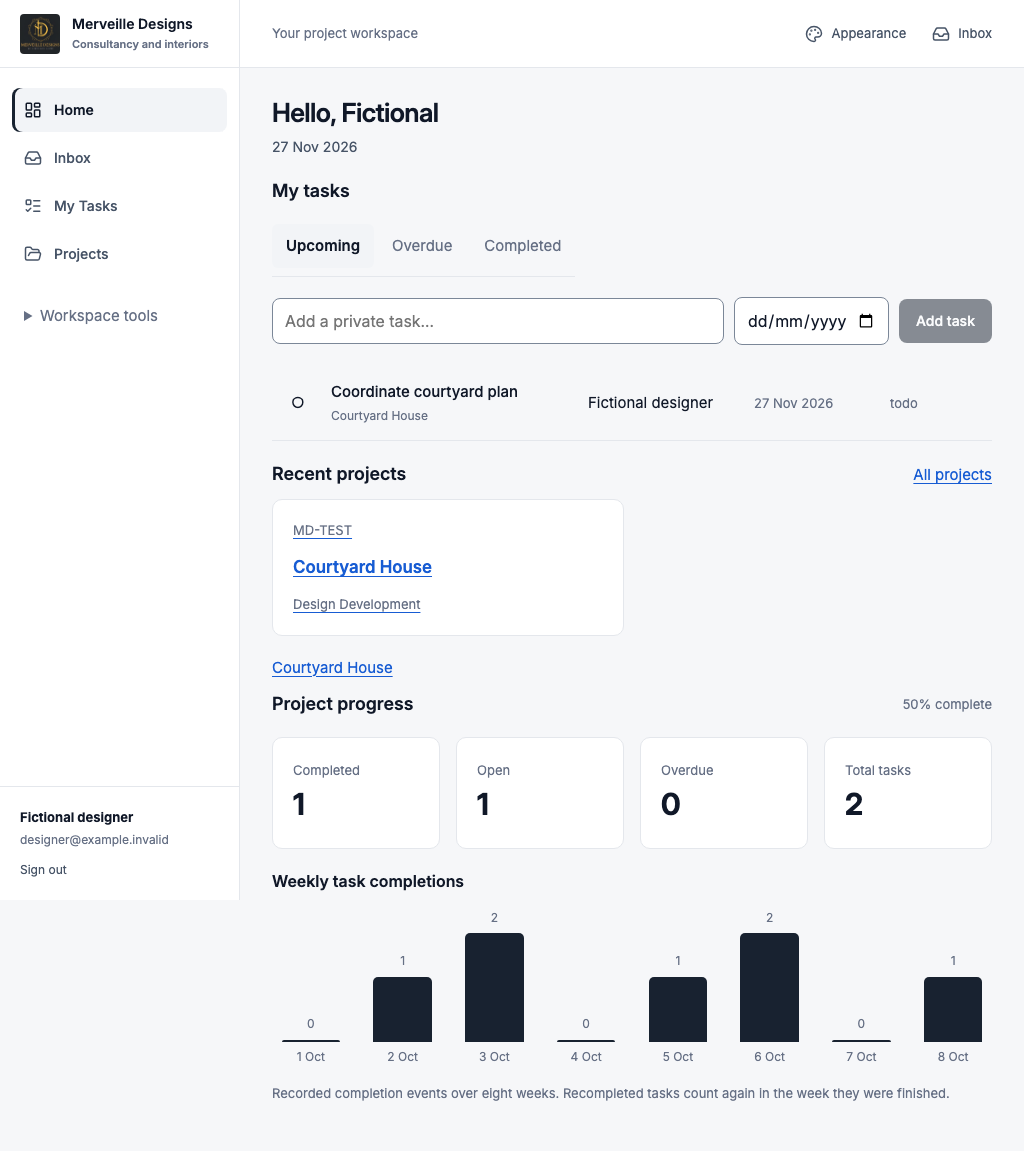 Merveille Designs
Consultancy and interiors
Your project workspace
Appearance
Inbox
Home
Inbox
My Tasks
Projects
▶ Workspace tools
Fictional designer
designer@example.invalid
Sign out
Hello, Fictional
27 Nov 2026
My tasks
Upcoming Overdue Completed
Add a private task... dd/mm/yyyy Add task
Coordinate courtyard plan
Courtyard House
Fictional designer 27 Nov 2026 todo
Recent projects All projects
MD-TEST
Courtyard House
Design Development
Courtyard House
Project progress 50% complete
Completed Open Overdue Total tasks
1 1 0 2
Weekly task completions
0 1 2 0 1 2 0 1
1 Oct 2 Oct 3 Oct 4 Oct 5 Oct 6 Oct 7 Oct 8 Oct
Recorded completion events over eight weeks. Recompleted tasks count again in the week they were finished.